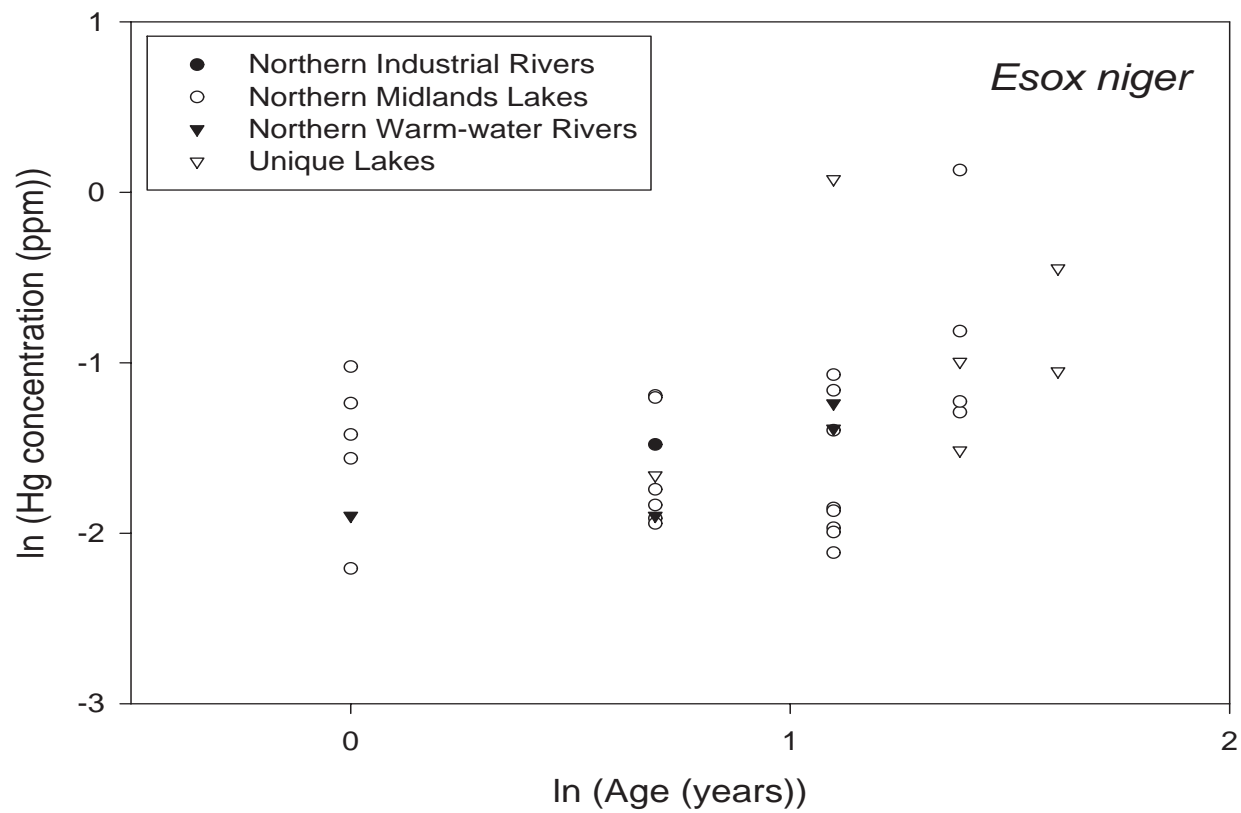 1
Northern Industrial Rivers
Northern Midlands Lakes
Northern Warm-water Rivers
Unique Lakes
Esox niger
0
-1
-2
-3
ln (Hg concentration (ppm))
0 1 2
ln (Age (years))